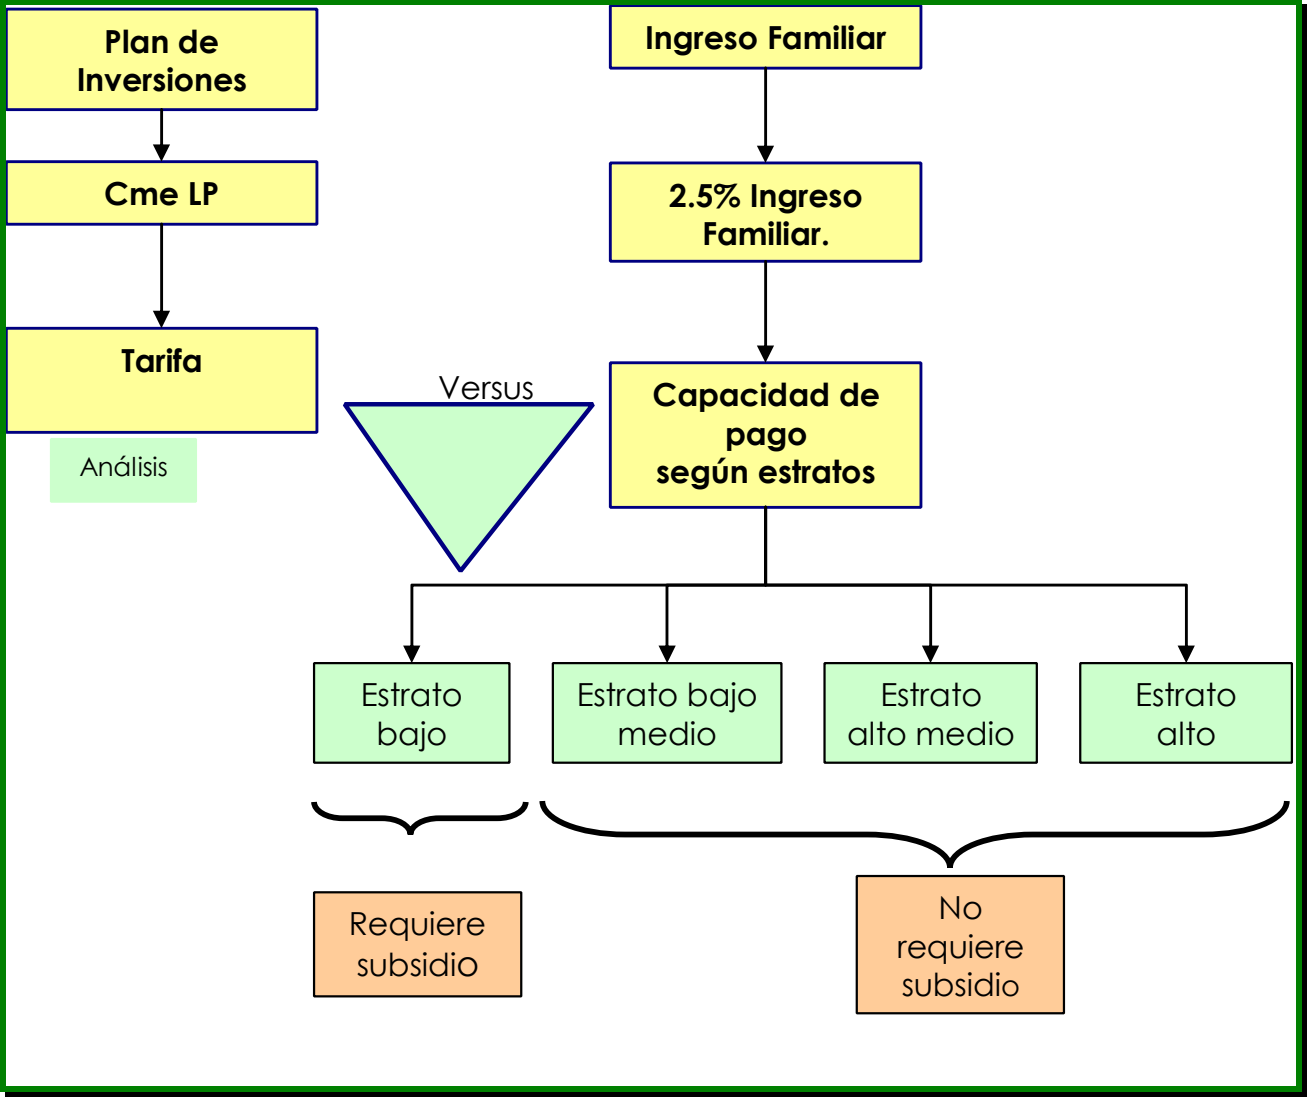 Plan de
Inversiones
Cme LP
Tarifa
Análisis
Versus
Ingreso Familiar
2.5% Ingreso
Familiar.
Capacidad de
pago
según estratos
Estrato
bajo
Estrato bajo
medio
Estrato
alto medio
Estrato
alto
Requiere
subsidio
No
requiere
subsidio